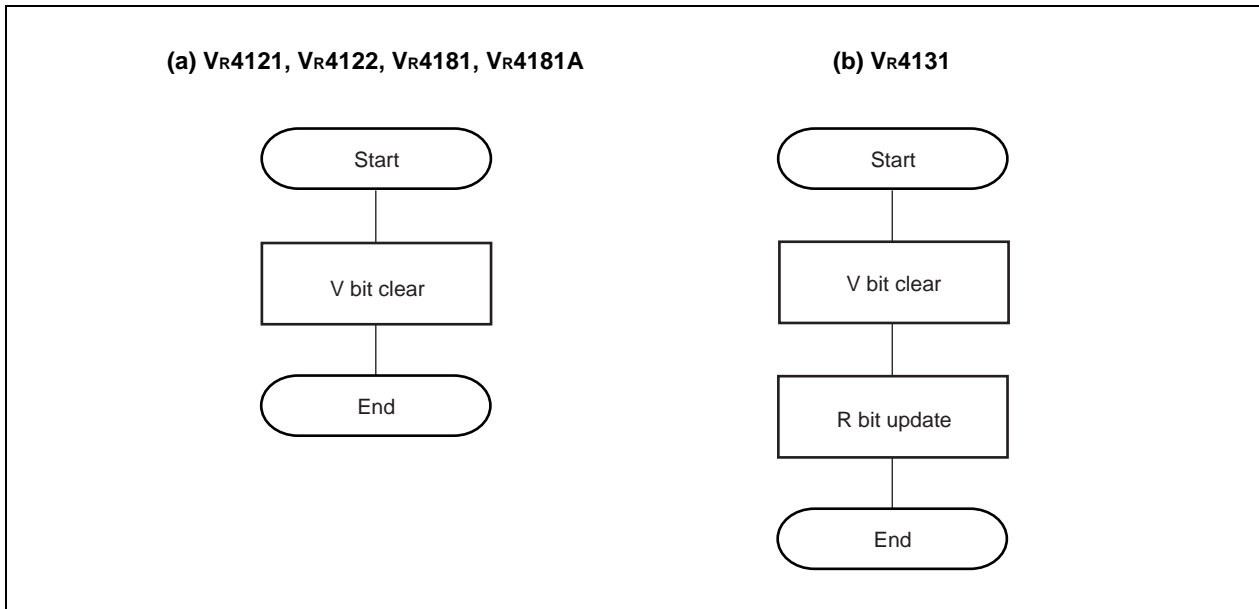 (a) VR4121, VR4122, VR4181, VR4181A
Start
V bit clear
End
(b) VR4131
Start
V bit clear
R bit update
End